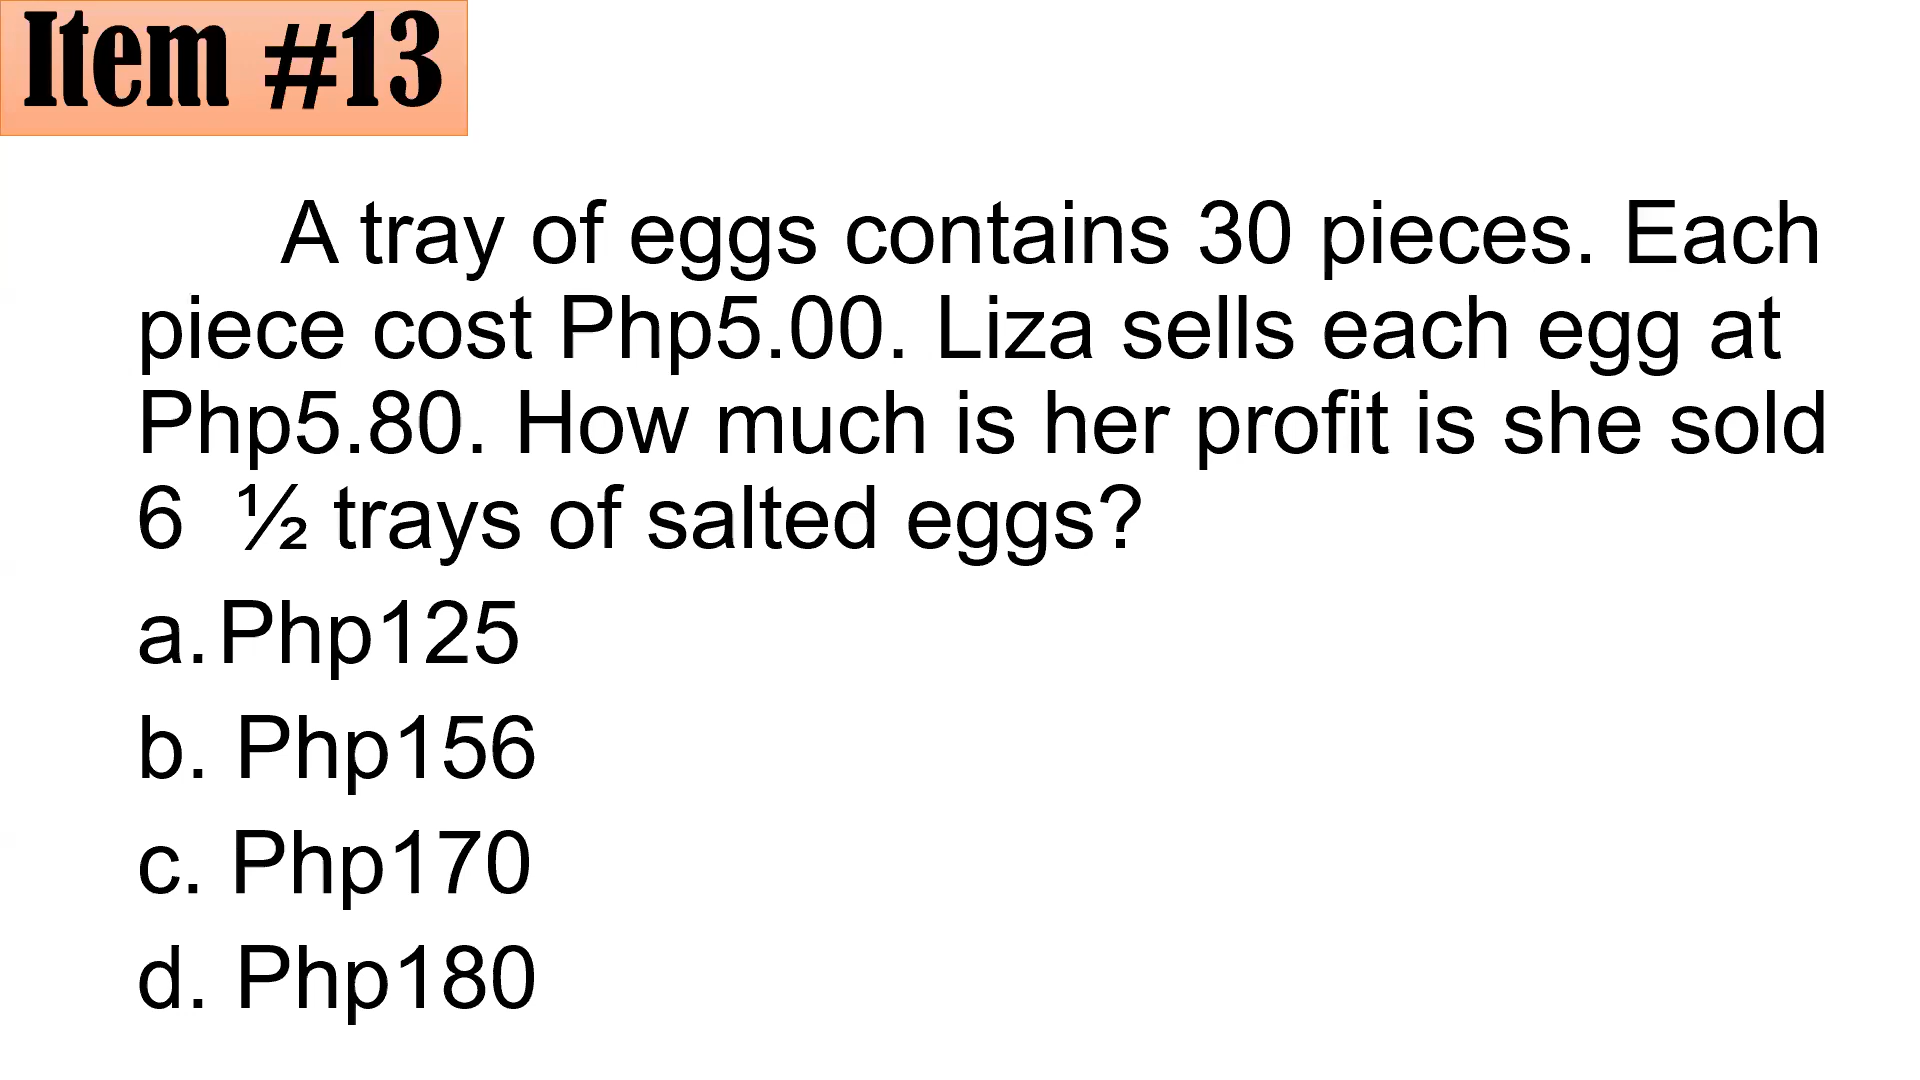 Item #13
A tray of eggs contains 30 pieces. Each
piece cost Php5.00. Liza sells each egg at
Php5.80. How much is her profit is she sold
6 ½ trays of salted eggs?
a. Php125
b. Php156
c. Php170
d. Php180